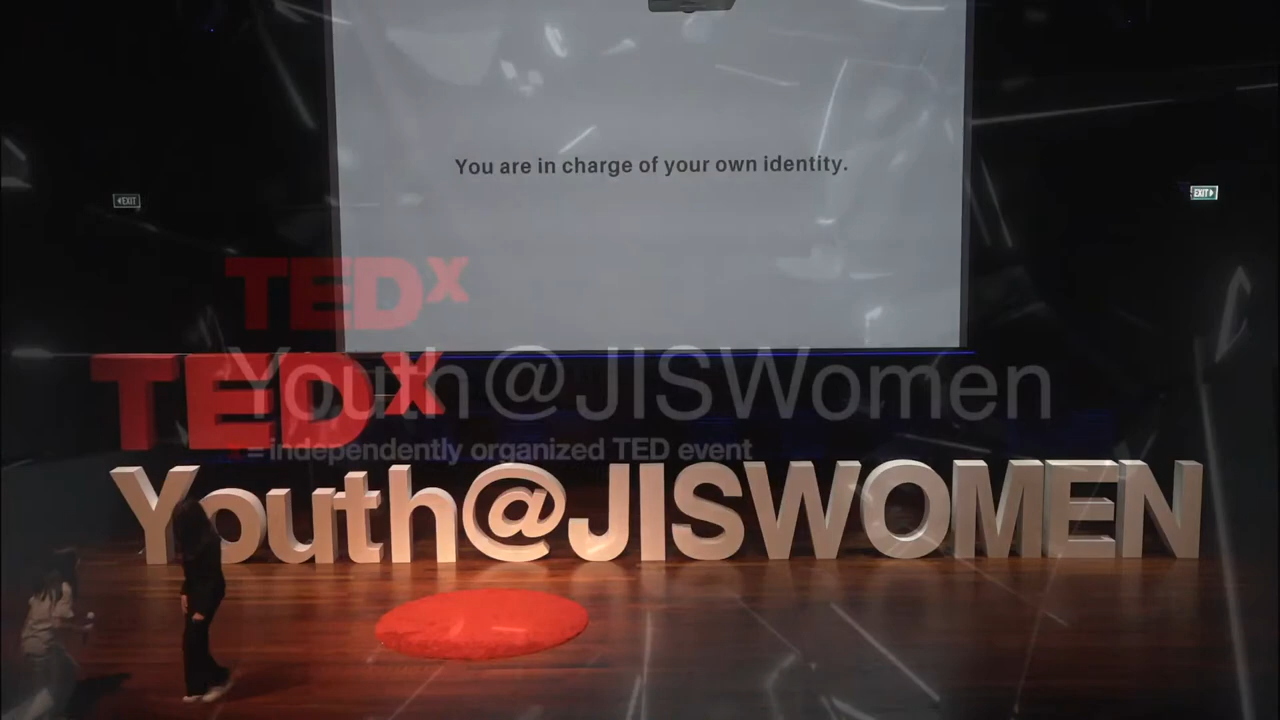 You are in charge of your own identity.
EXIT
EXIT
TEDx
Youth@JISWomen
x = independently organized TED event
TEDx
Youth@JISWOMEN